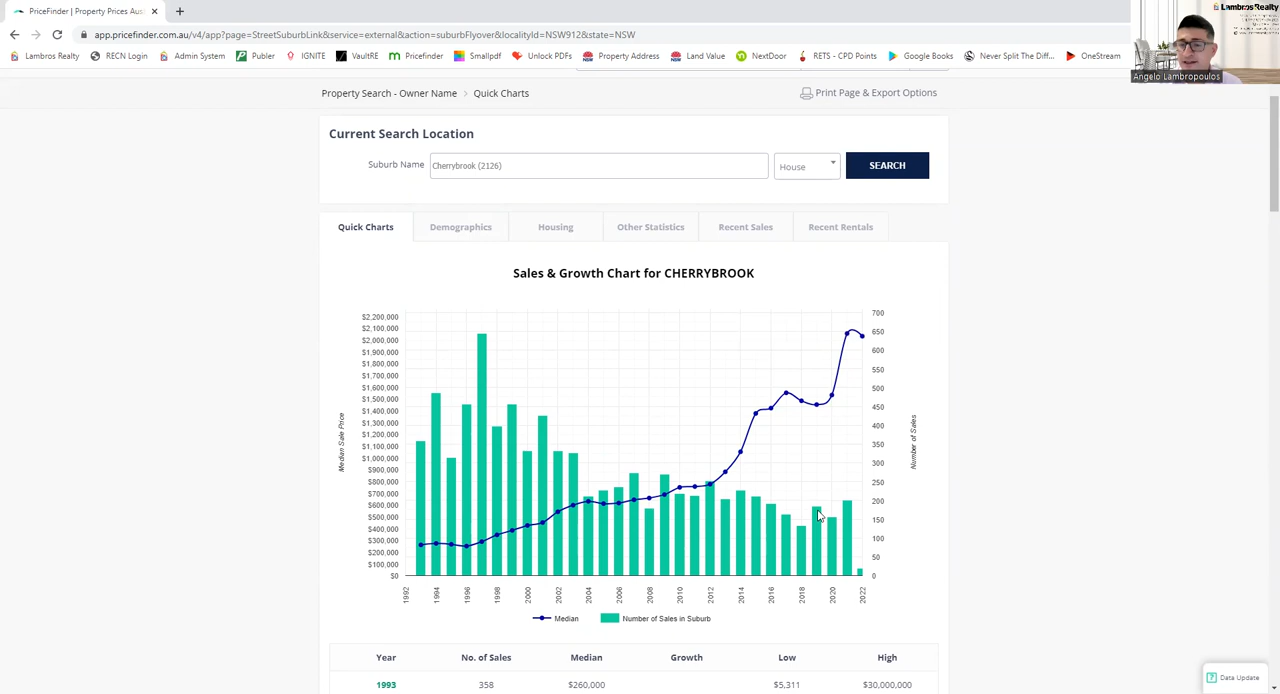 PriceFinder | Property Prices Aus
Lambros Realty
app.pricefinder.com.au/v4/app?page=StreetSuburbLink&service=external&action=suburbFlyover&localityId=NSW312&state=NSW
Lambros Realty RECN Login Admin System Publer IGNITE VaultRE Pricefinder Smallpdf Unlock PDFs Property Address Land Value NextDoor RETS - CPD Points Google Books Never Split The Diff... OneStream
Angelo Lambropoulos
Property Search - Owner Name > Quick Charts
Print Page & Export Options
Current Search Location
Suburb Name Cherrybrook (2126) House SEARCH
Quick Charts Demographics Housing Other Statistics Recent Sales Recent Rentals
Sales & Growth Chart for CHERRYBROOK
Median Sale Price
$2,200,000
$2,100,000
$2,000,000
$1,900,000
$1,800,000
$1,700,000
$1,600,000
$1,500,000
$1,400,000
$1,300,000
$1,200,000
$1,100,000
$1,000,000
$900,000
$800,000
$700,000
$600,000
$500,000
$400,000
$300,000
$200,000
$100,000
$0
700
650
600
550
500
450
400
350
300
250
200
150
100
50
0
Number of Sales
1992 1994 1996 1998 2000 2002 2004 2006 2008 2010 2012 2014 2016 2018 2020 2022
Median Number of Sales in Suburb
Year No. of Sales Median Growth Low High
1993 358 $260,000 $5,311 $30,000,000
? Data Update